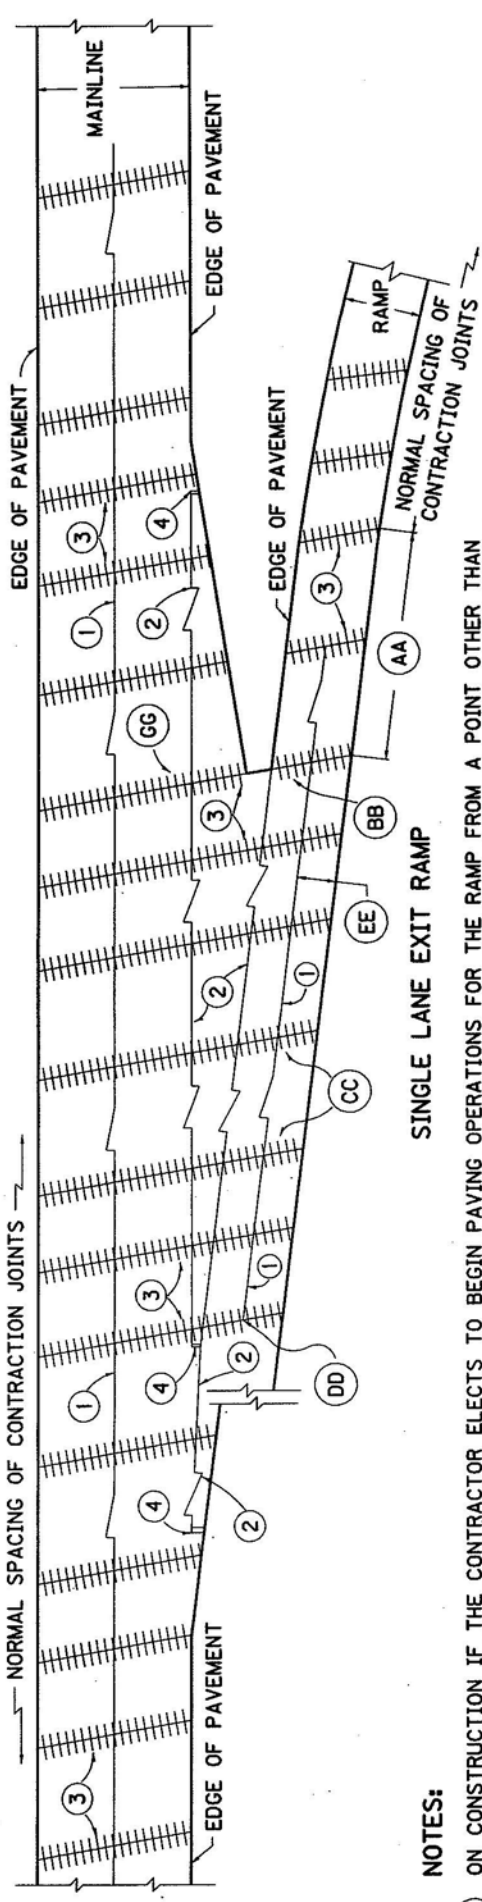 NORMAL SPACING OF CONTRACTION JOINTS
EDGE OF PAVEMENT
MAINLINE
3
1
3
1
GG
3
4
2
EDGE OF PAVEMENT
4
4
3
2
3
EDGE OF PAVEMENT
RAMP
EDGE OF PAVEMENT
2
2
1
1
3
DD
CC
EE
BB
AA
NORMAL SPACING OF
CONTRACTION JOINTS
SINGLE LANE EXIT RAMP
NOTES:
ON CONSTRUCTION IF THE CONTRACTOR ELECTS TO BEGIN PAVING OPERATIONS FOR THE RAMP FROM A POINT OTHER THAN